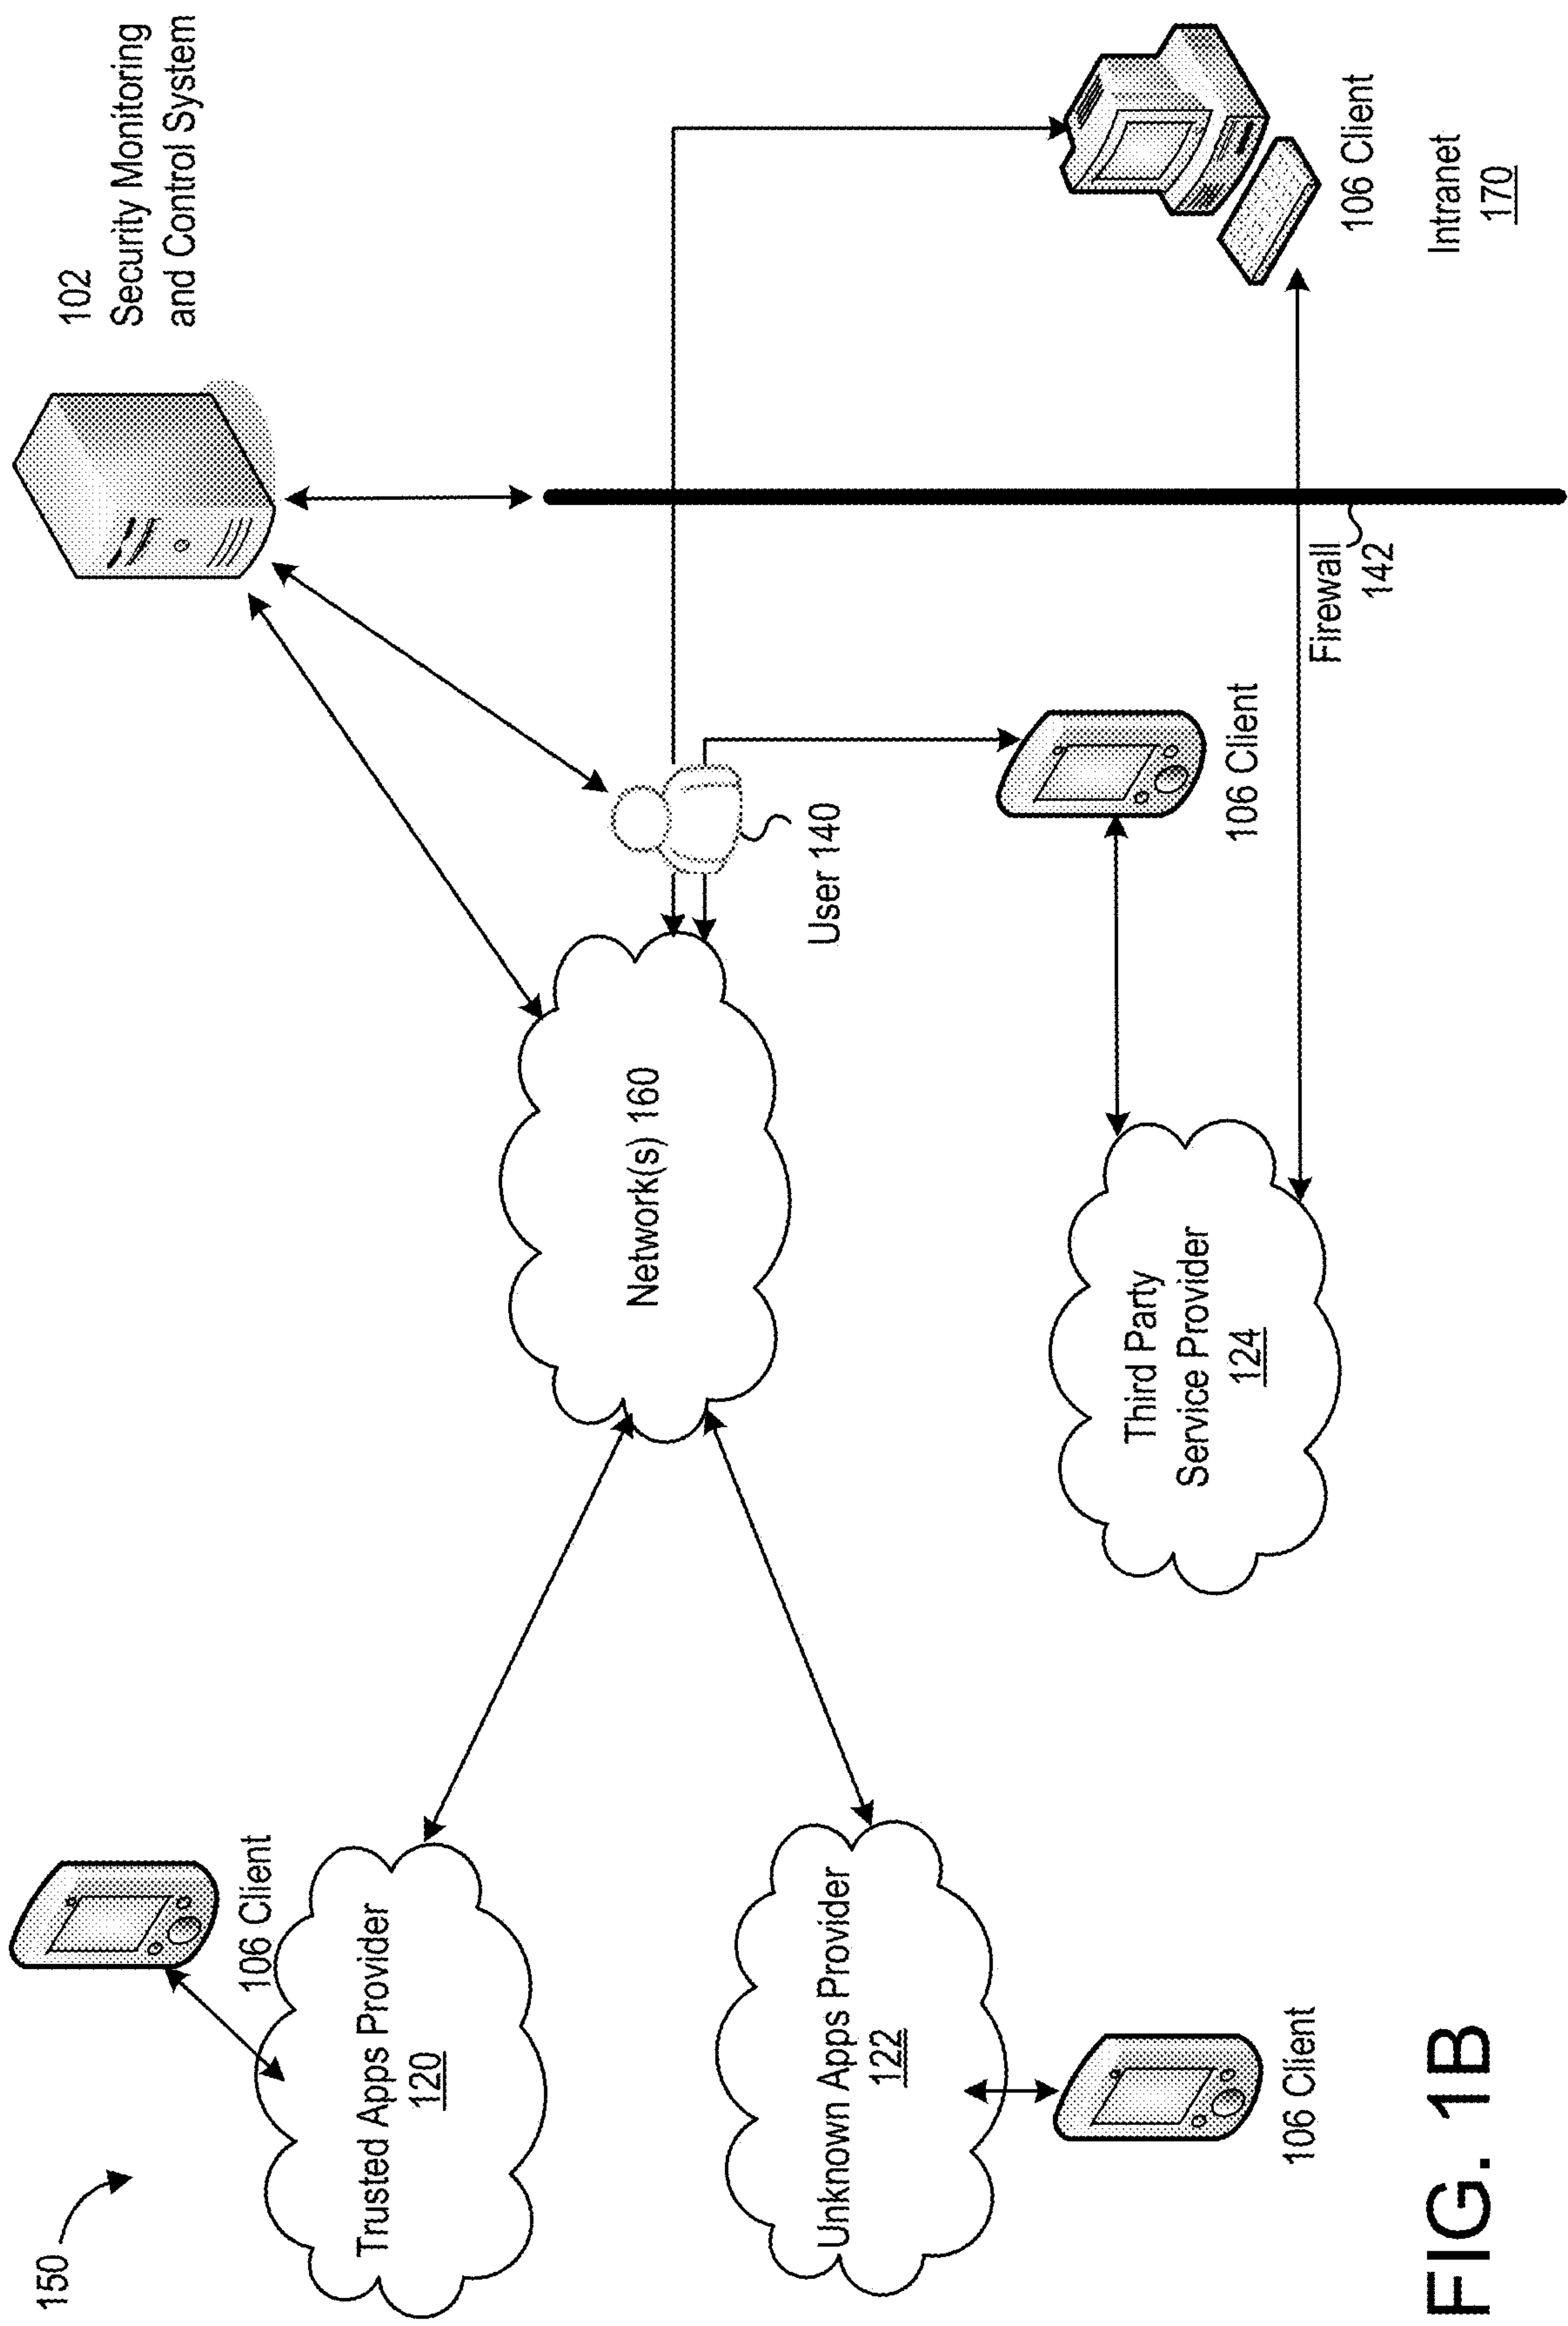 150
102
Security Monitoring
and Control System
106 Client
Trusted Apps Provider
120
Network(s) 160
User 140
Unknown Apps Provider
122
106 Client
Third Party
Service Provider
124
106 Client
Firewall
142
106 Client
Intranet
170
FIG. 1B